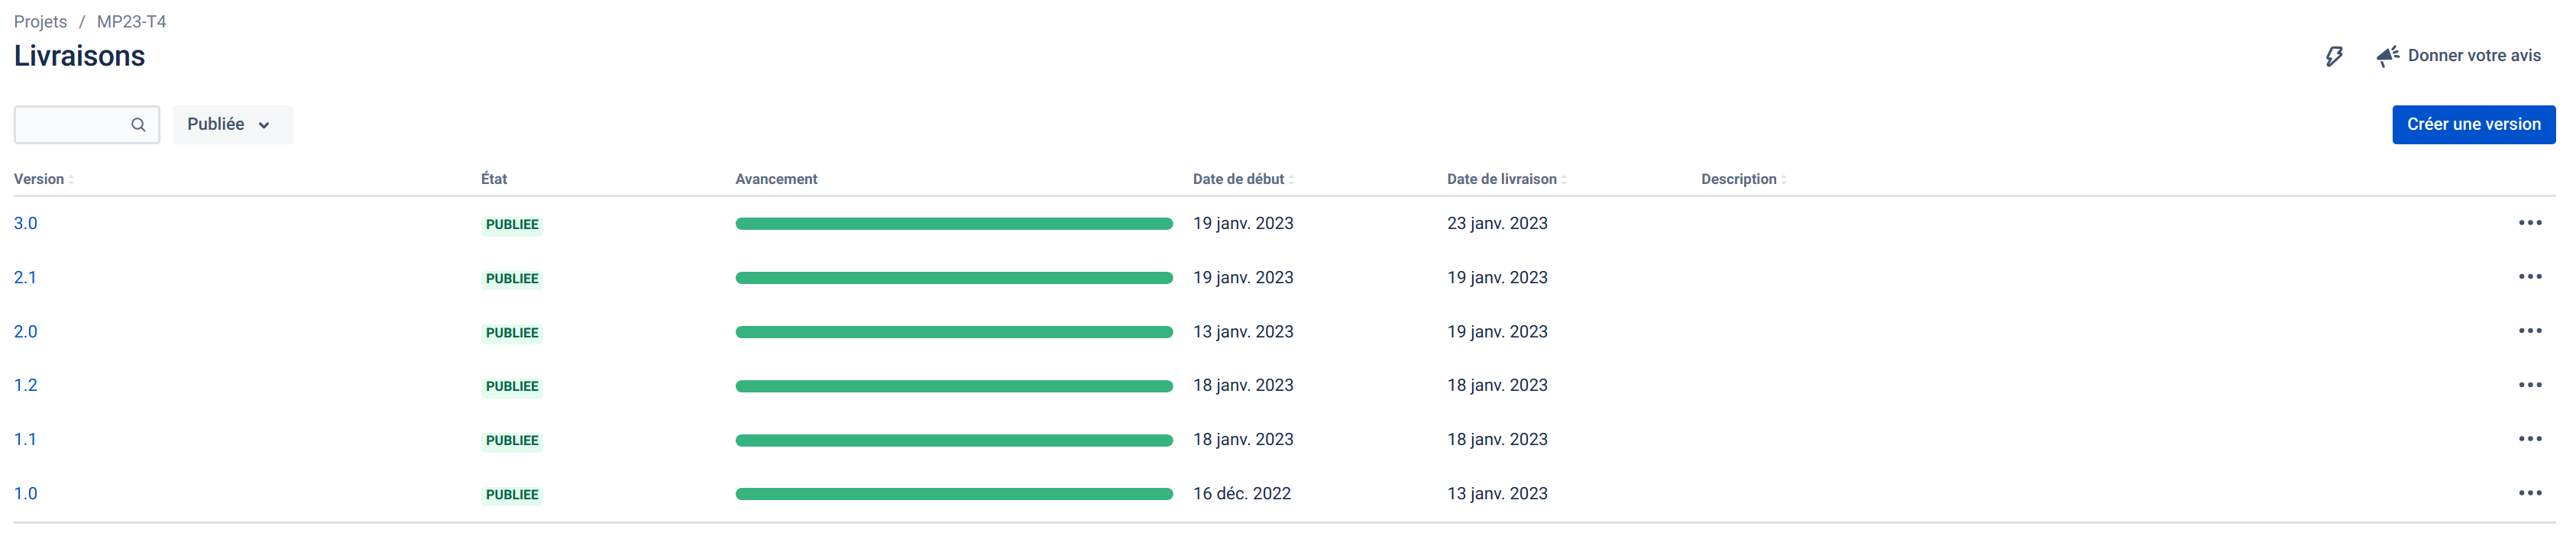 Projets / MP23-T4
Livraisons
Donner votre avis
Publiée
Créer une version
Version État Avancement Date de début Date de livraison Description
3.0 PUBLIEE 19 janv. 2023 23 janv. 2023
2.1 PUBLIEE 19 janv. 2023 19 janv. 2023
2.0 PUBLIEE 13 janv. 2023 19 janv. 2023
1.2 PUBLIEE 18 janv. 2023 18 janv. 2023
1.1 PUBLIEE 18 janv. 2023 18 janv. 2023
1.0 PUBLIEE 16 déc. 2022 13 janv. 2023